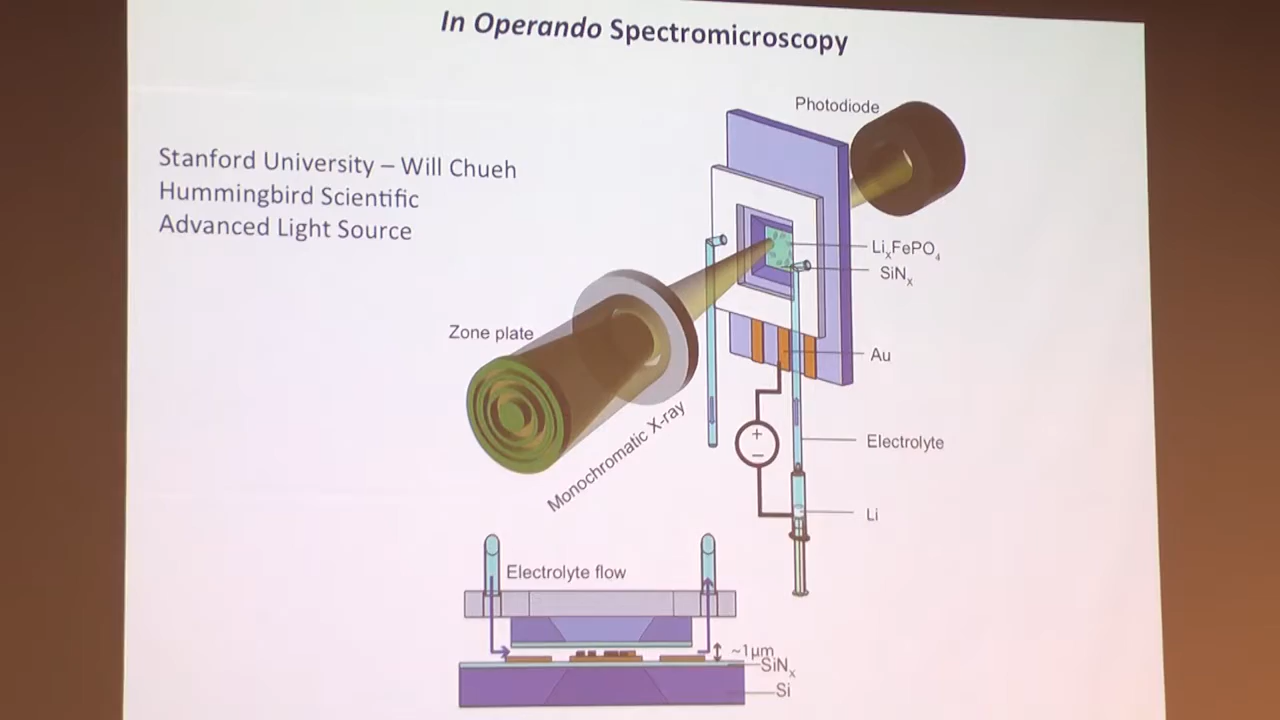 In Operando Spectromicroscopy
Stanford University – Will Chueh
Hummingbird Scientific
Advanced Light Source
Photodiode
LiₓFePO₄
SiNₓ
Zone plate
Au
Monochromatic X-ray
+
–
Electrolyte
Li
Electrolyte flow
~1µm
SiNₓ
Si